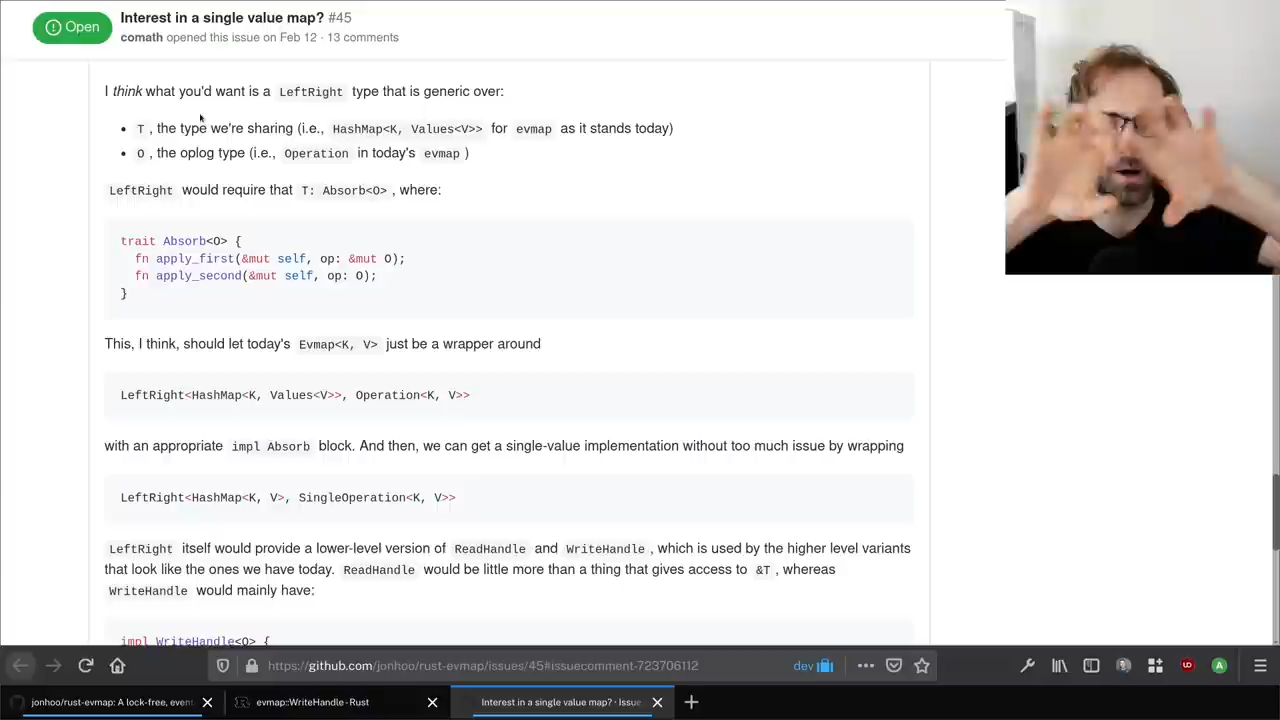 Open
Interest in a single value map? #45
comath opened this issue on Feb 12 · 13 comments
I think what you'd want is a LeftRight type that is generic over:
• T, the type we're sharing (i.e., HashMap<K, Values<V>> for evmap as it stands today)
• O, the oplog type (i.e., Operation in today's evmap)
LeftRight would require that T: Absorb<O>, where:
trait Absorb<O> {
  fn apply_first(&mut self, op: &mut O);
  fn apply_second(&mut self, op: O);
}
This, I think, should let today's Evmap<K, V> just be a wrapper around
LeftRight<HashMap<K, Values<V>>, Operation<K, V>>
with an appropriate impl Absorb block. And then, we can get a single-value implementation without too much issue by wrapping
LeftRight<HashMap<K, V>, SingleOperation<K, V>>
LeftRight itself would provide a lower-level version of ReadHandle and WriteHandle, which is used by the higher level variants
that look like the ones we have today. ReadHandle would be little more than a thing that gives access to &T, whereas
WriteHandle would mainly have:
impl WriteHandle<O> {
https://github.com/jonhoo/rust-evmap/issues/45#issuecomment-723706112
dev
jonhoo/rust-evmap: A lock-free, even
evmap::WriteHandle - Rust
Interest in a single value map? · Issue